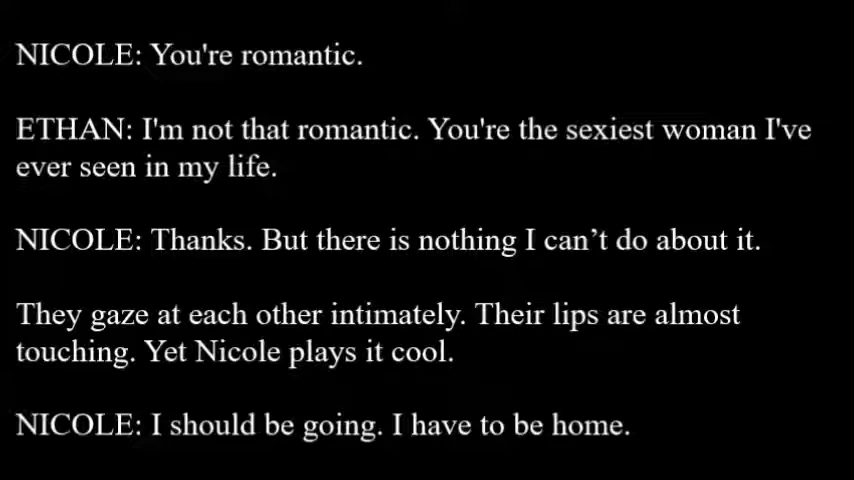 NICOLE: You're romantic.
ETHAN: I'm not that romantic. You're the sexiest woman I've
ever seen in my life.
NICOLE: Thanks. But there is nothing I can’t do about it.
They gaze at each other intimately. Their lips are almost
touching. Yet Nicole plays it cool.
NICOLE: I should be going. I have to be home.